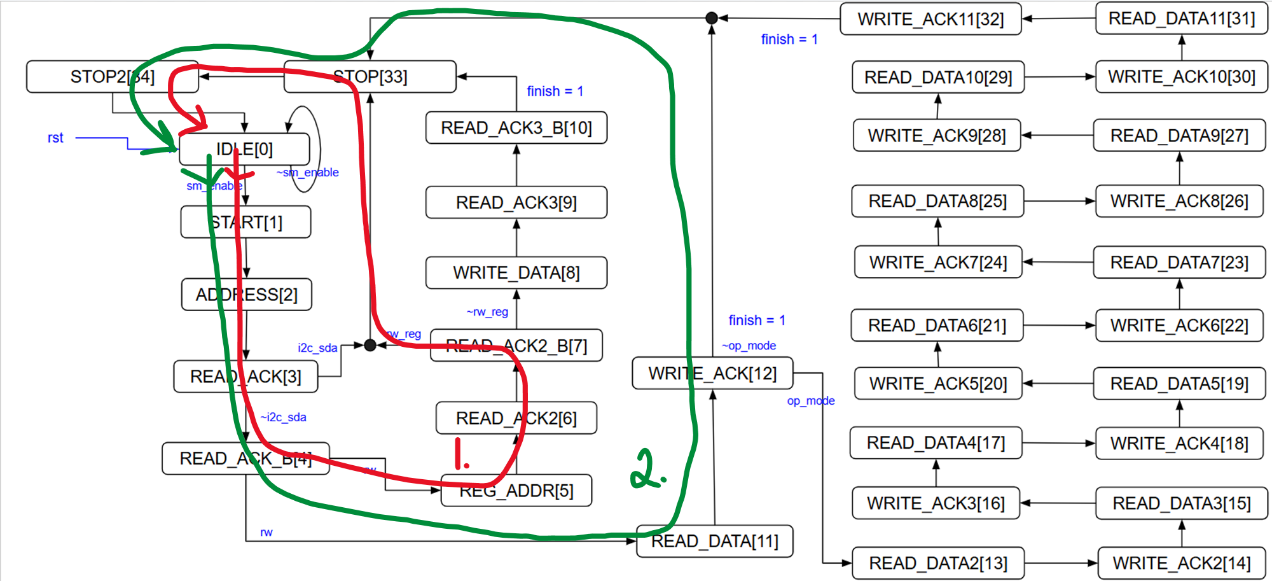 WRITE_ACK11[32]
READ_DATA11[31]
finish = 1
STOP2[34]
STOP[33]
READ_DATA10[29]
WRITE_ACK10[30]
finish = 1
rst
READ_ACK3_B[10]
WRITE_ACK9[28]
READ_DATA9[27]
IDLE[0]
~sm_enable
sm_enable
START[1]
READ_ACK3[9]
READ_DATA8[25]
WRITE_ACK8[26]
WRITE_DATA[8]
WRITE_ACK7[24]
READ_DATA7[23]
ADDRESS[2]
~rw_reg
finish = 1
READ_DATA6[21]
WRITE_ACK6[22]
i2c_sda
rw_reg
READ_ACK2_B[7]
~op_mode
READ_ACK[3]
WRITE_ACK[12]
WRITE_ACK5[20]
READ_DATA5[19]
op_mode
~i2c_sda
READ_ACK2[6]
READ_DATA4[17]
WRITE_ACK4[18]
READ_ACK_B[4]
1.
2.
REG_ADDR[5]
WRITE_ACK3[16]
READ_DATA3[15]
rw
READ_DATA[11]
READ_DATA2[13]
WRITE_ACK2[14]